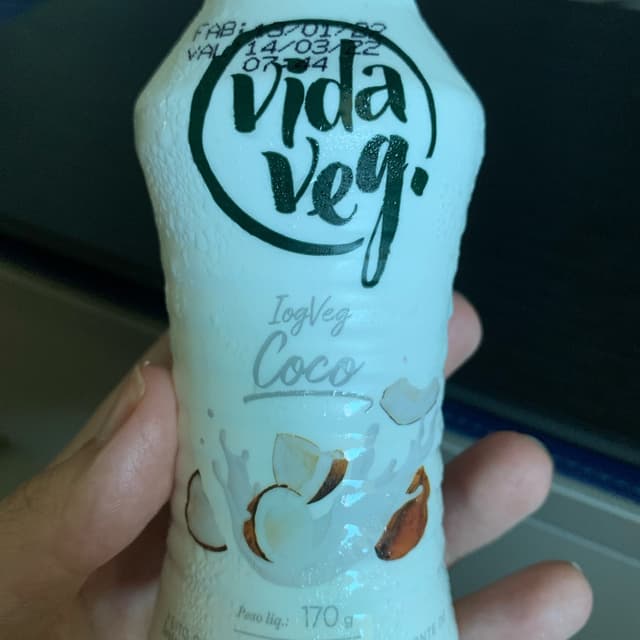 VAL 14/03/22
vida
veg.
IogVeg
Coco
Peso líq.: 170 g